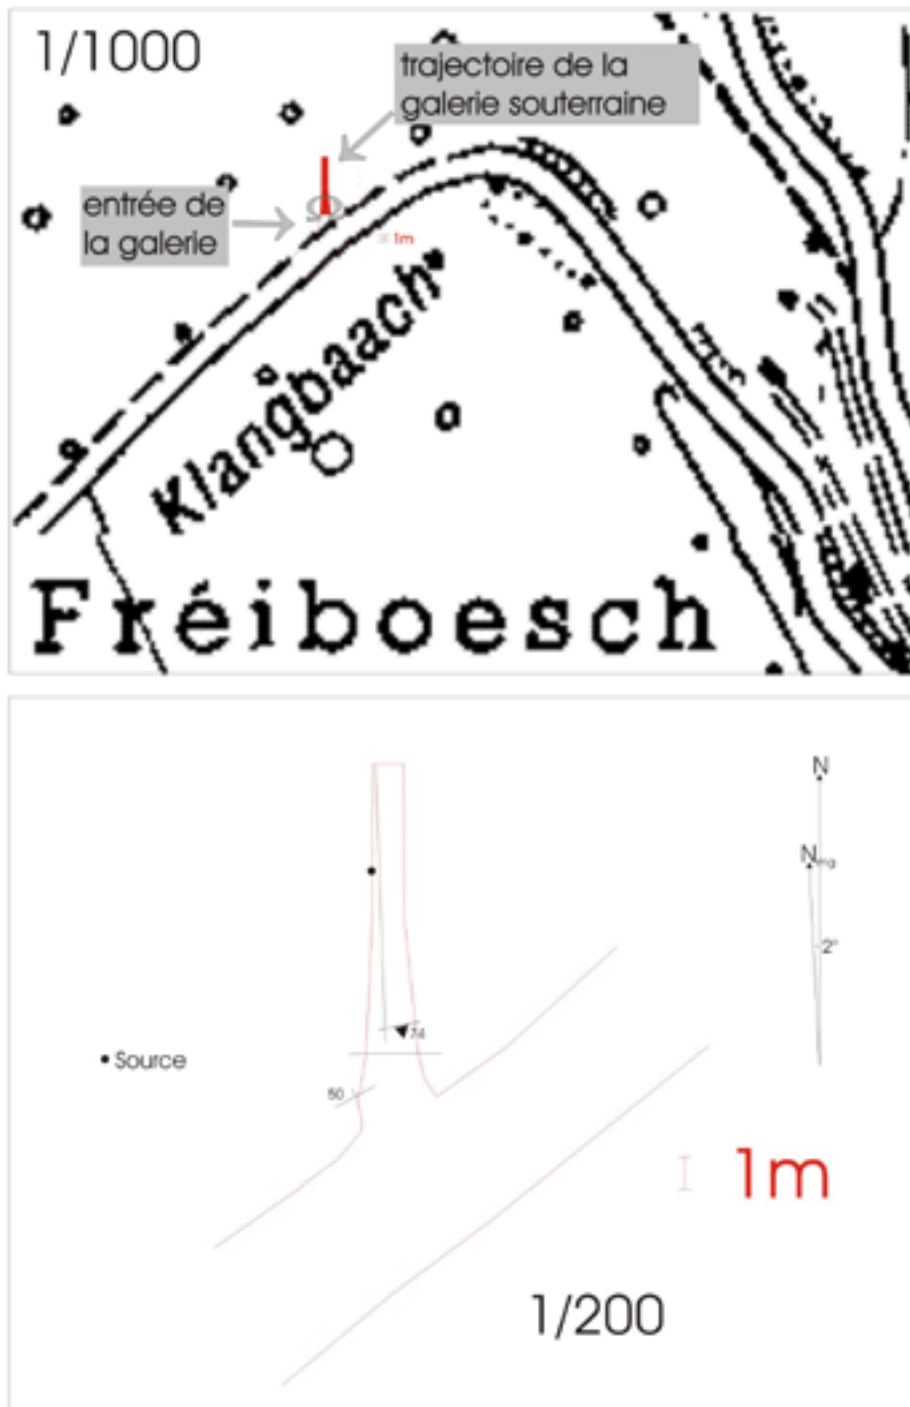 1/1000
trajectoire de la
galerie souterraine
entrée de
la galerie
1m
Klangbaach
Fréiboesch
N
Nmg
2°
74
Source
50
1m
1/200